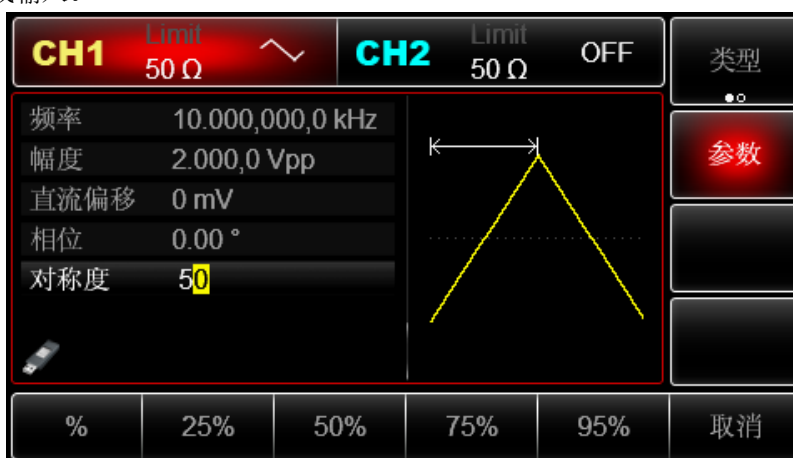 CH1 Limit 50 Ω
CH2 Limit 50 Ω OFF
类型
频率 10.000,000,0 kHz
幅度 2.000,0 Vpp
直流偏移 0 mV
相位 0.00 °
对称度 50
参数
% 25% 50% 75% 95% 取消